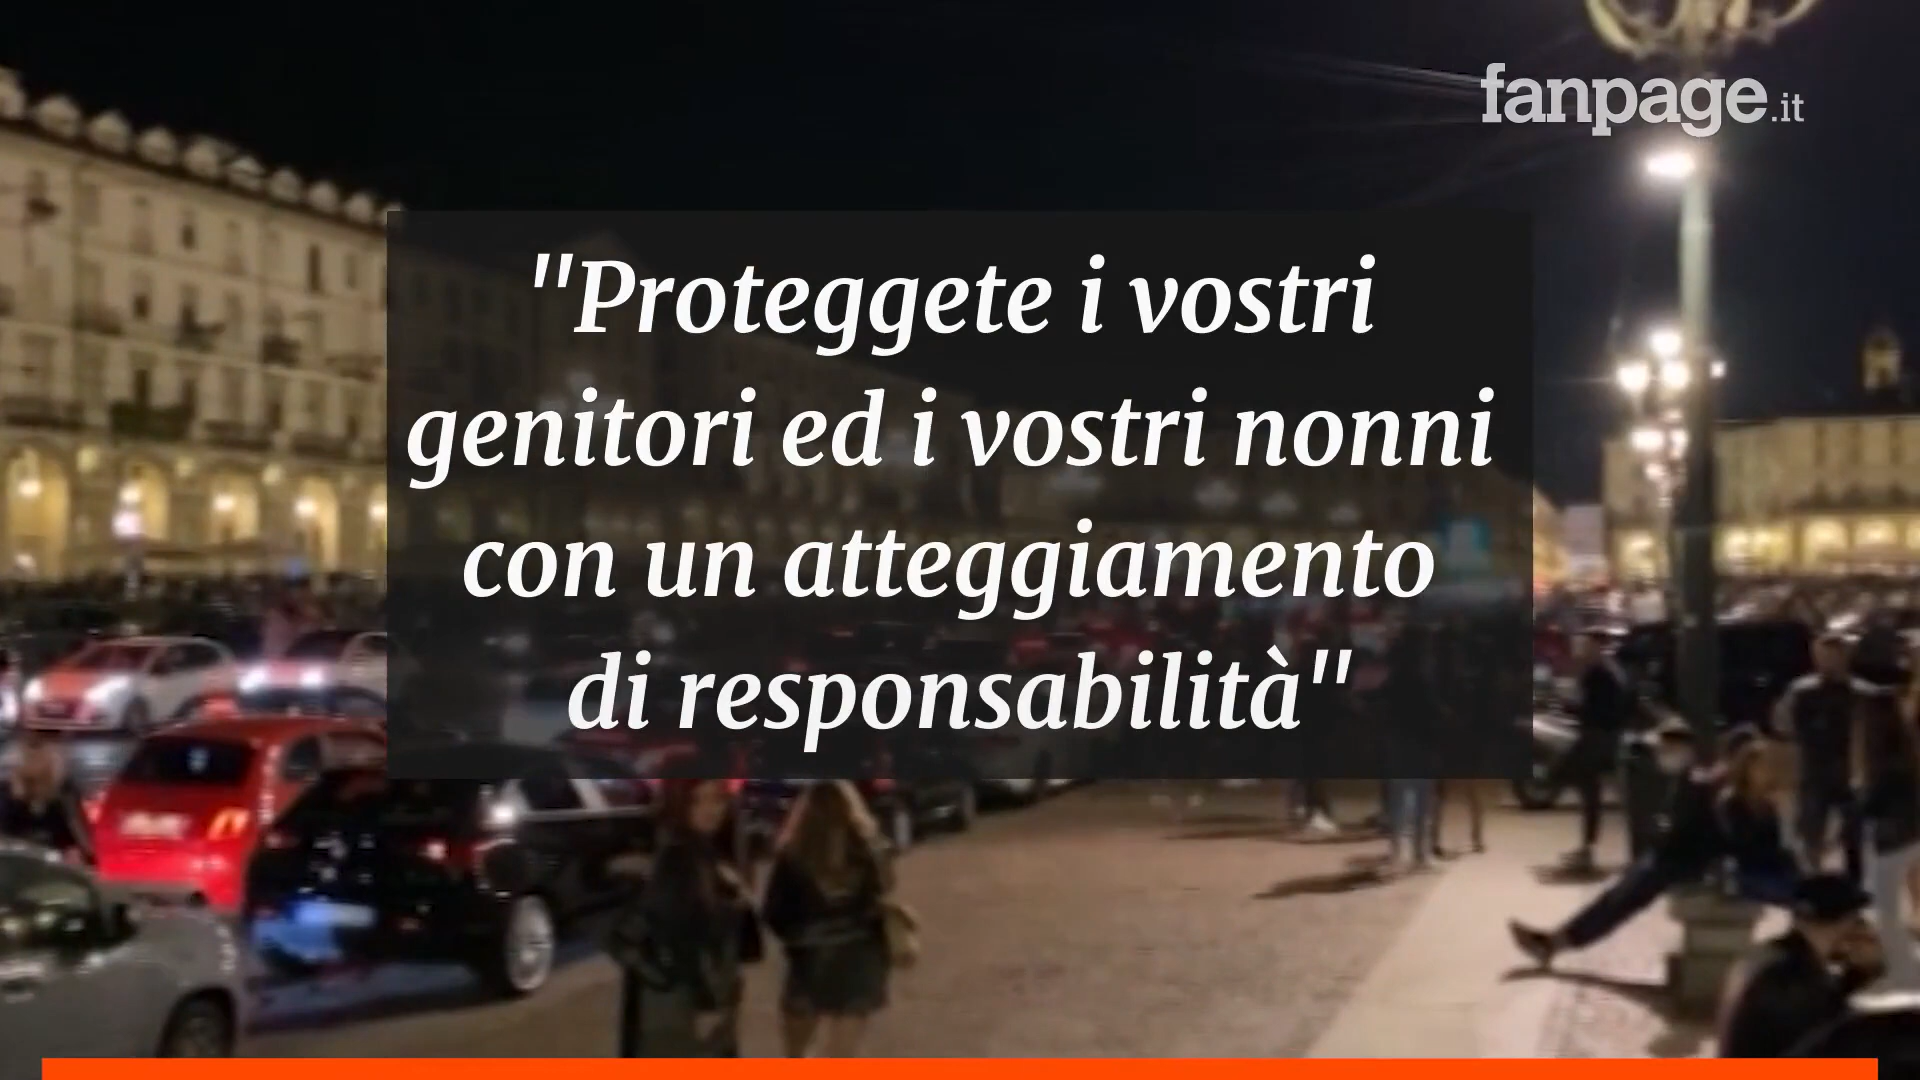 fanpage.it
"Proteggete i vostri
genitori ed i vostri nonni
con un atteggiamento
di responsabilità"